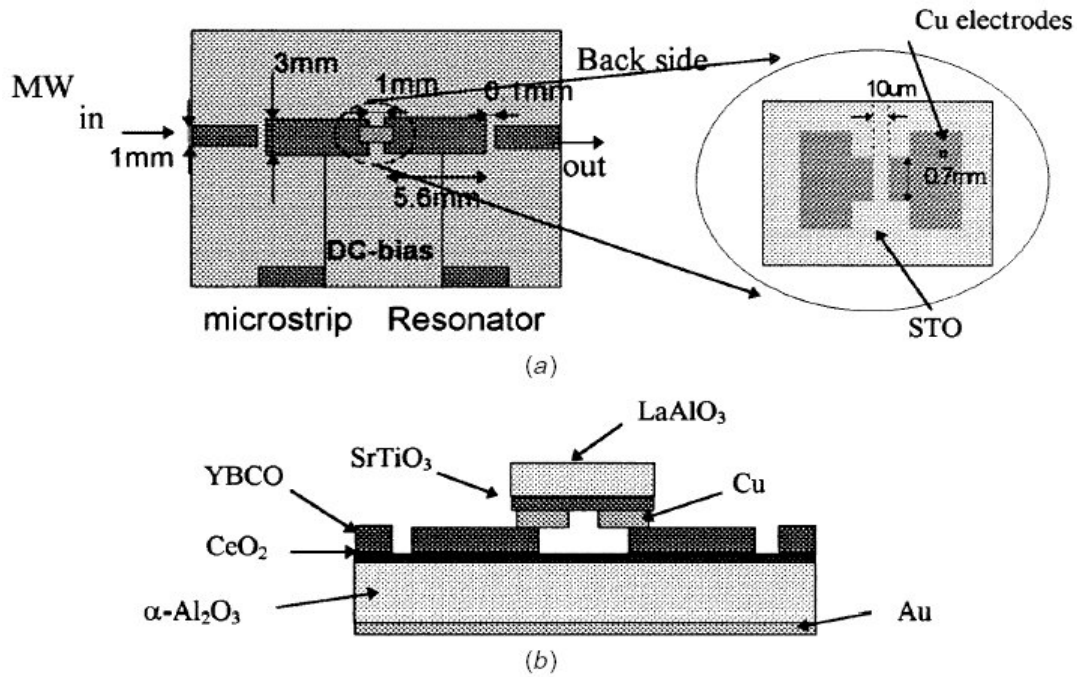 Cu electrodes
3mm
Back side
MW
1mm
0.1mm
10um
in
1mm
out
0.7mm
5.6mm
DC-bias
microstrip Resonator
STO
(a)
LaAlO₃
SrTiO₃
YBCO
Cu
CeO₂
α-Al₂O₃
Au
(b)